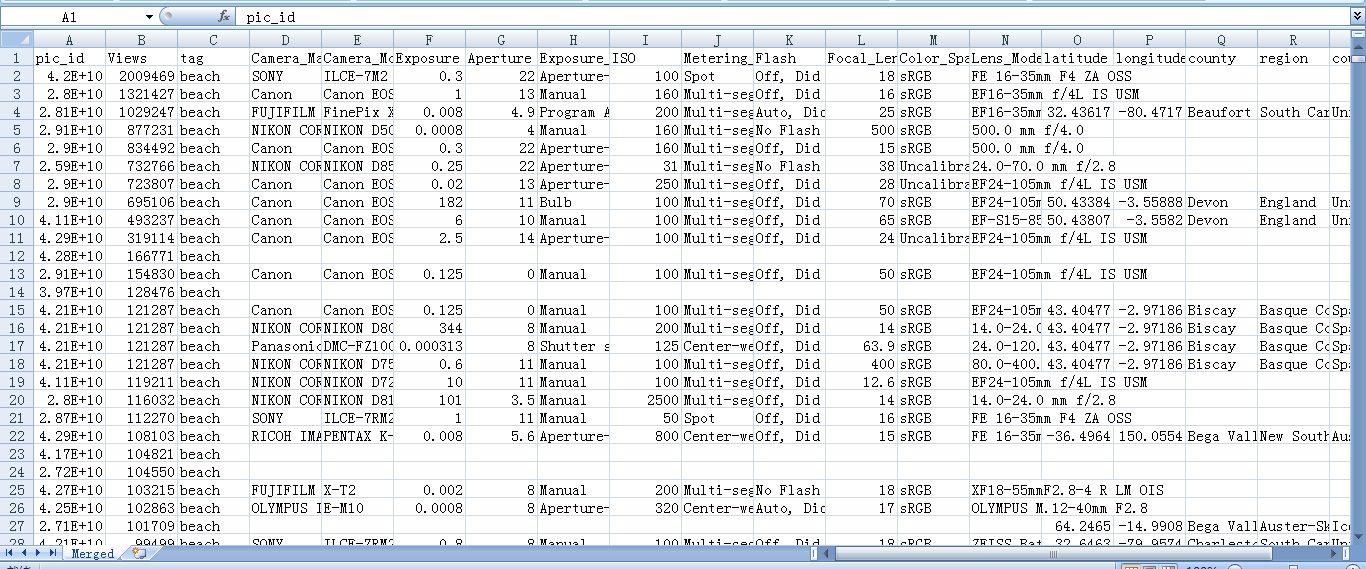 A1 fx pic_id
A B C D E F G H I J K L M N O P Q R
1 pic_id Views tag Camera_Ma Camera_Mo Exposure Aperture Exposure_ ISO Metering_ Flash Focal_Len Color_Spa Lens_Mode latitude longitude county region cou
2 4.2E+10 2009469 beach SONY ILCE-7M2 0.3 22 Aperture- 100 Spot Off, Did 18 sRGB FE 16-35mm F4 ZA OSS
3 2.8E+10 1321427 beach Canon Canon EOS 1 13 Manual 160 Multi-seg Off, Did 16 sRGB EF16-35mm f/4L IS USM
4 2.81E+10 1029247 beach FUJIFILM FinePix X 0.008 4.9 Program A 200 Multi-seg Auto, Did 25 sRGB EF16-35mm 32.43617 -80.4717 Beaufort South Car Uni
5 2.91E+10 877231 beach NIKON COR NIKON D50 0.0008 4 Manual 160 Multi-seg No Flash 500 sRGB 500.0 mm f/4.0
6 2.9E+10 834492 beach Canon Canon EOS 0.3 22 Aperture- 160 Multi-seg Off, Did 15 sRGB 500.0 mm f/4.0
7 2.59E+10 732766 beach NIKON COR NIKON D85 0.25 22 Aperture- 31 Multi-seg No Flash 38 Uncalibra 24.0-70.0 mm f/2.8
8 2.9E+10 723807 beach Canon Canon EOS 0.02 13 Aperture- 250 Multi-seg Off, Did 28 Uncalibra EF24-105mm f/4L IS USM
9 2.9E+10 695106 beach Canon Canon EOS 182 11 Bulb 100 Multi-seg Off, Did 70 sRGB EF24-105m 50.43384 -3.55888 Devon England Uni
10 4.11E+10 493237 beach Canon Canon EOS 6 10 Manual 100 Multi-seg Off, Did 65 sRGB EF-S15-85 50.43807 -3.5582 Devon England Uni
11 4.29E+10 319114 beach Canon Canon EOS 2.5 14 Aperture- 100 Multi-seg Off, Did 24 Uncalibra EF24-105mm f/4L IS USM
12 4.28E+10 166771 beach
13 2.91E+10 154830 beach Canon Canon EOS 0.125 0 Manual 100 Multi-seg Off, Did 50 sRGB EF24-105mm f/4L IS USM
14 3.97E+10 128476 beach
15 4.21E+10 121287 beach Canon Canon EOS 0.125 0 Manual 100 Multi-seg Off, Did 50 sRGB EF24-105m 43.40477 -2.97186 Biscay Basque Co Spa
16 4.21E+10 121287 beach NIKON COR NIKON D80 344 8 Manual 200 Multi-seg Off, Did 14 sRGB 14.0-24.0 43.40477 -2.97186 Biscay Basque Co Spa
17 4.21E+10 121287 beach Panasonic DMC-FZ100 0.000313 8 Shutter s 125 Center-we Off, Did 63.9 sRGB 24.0-120. 43.40477 -2.97186 Biscay Basque Co Spa
18 4.21E+10 121287 beach NIKON COR NIKON D75 0.6 11 Manual 100 Multi-seg Off, Did 400 sRGB 80.0-400. 43.40477 -2.97186 Biscay Basque Co Spa
19 4.11E+10 119211 beach NIKON COR NIKON D72 10 11 Manual 100 Multi-seg Off, Did 12.6 sRGB EF24-105mm f/4L IS USM
20 2.8E+10 116032 beach NIKON COR NIKON D81 101 3.5 Manual 2500 Multi-seg Off, Did 14 sRGB 14.0-24.0 mm f/2.8
21 2.87E+10 112270 beach SONY ILCE-7RM2 1 11 Manual 50 Spot Off, Did 16 sRGB FE 16-35mm F4 ZA OSS
22 4.29E+10 108103 beach RICOH IMA PENTAX K- 0.008 5.6 Aperture- 800 Center-we Off, Did 15 sRGB FE 16-35m -36.4964 150.0554 Bega Vall New South Aus
23 4.17E+10 104821 beach
24 2.72E+10 104550 beach
25 4.27E+10 103215 beach FUJIFILM X-T2 0.002 8 Manual 200 Multi-seg No Flash 18 sRGB XF18-55mmF2.8-4 R LM OIS
26 4.25E+10 102863 beach OLYMPUS I E-M10 0.0008 8 Aperture- 320 Center-we Auto, Did 17 sRGB OLYMPUS M.12-40mm F2.8
27 2.71E+10 101709 beach 64.2465 -14.9908 Bega Vall Auster-Sk Ice
28 4.21E+10 99499 beach SONY ILCE-7RM2 0.8 8 Manual 100 Multi-seg Off, Did 18 sRGB ZEISS Bat 32.6463 -79.9574 Charlesto South Car Uni
Merged
100%